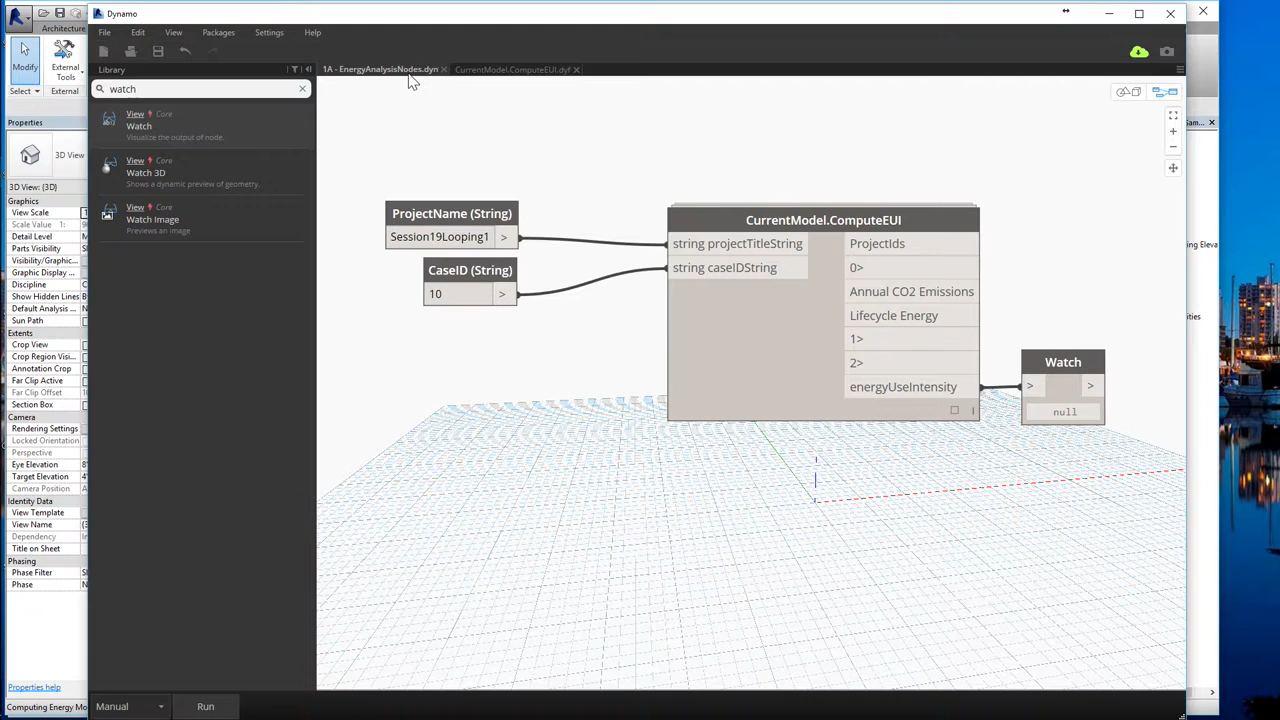 Dynamo
Architecture
File Edit View Packages Settings Help
Modify
External
Tools
Select
External
Library
1A - EnergyAnalysisNodes.dyn
CurrentModel.ComputeEUI.dyf
watch
View Core
Watch
Visualize the output of node.
View Core
Watch 3D
Shows a dynamic preview of geometry.
View Core
Watch Image
Previews an image
Properties
3D View
3D View: {3D}
Graphics
View Scale
Scale Value
Detail Level
Parts Visibility
Visibility/Graphic...
Graphic Display ...
Discipline
Show Hidden Lines
Default Analysis ...
Sun Path
Extents
Crop View
Crop Region Visi...
Annotation Crop
Far Clip Active
Far Clip Offset
Section Box
Camera
Rendering Settings
Locked Orientation
Perspective
Eye Elevation
Target Elevation
Camera Position
Identity Data
View Template
View Name
Dependency
Title on Sheet
Phasing
Phase Filter
Phase
Properties help
Computing Energy Mo
ProjectName (String)
Session19Looping1 >
CaseID (String)
10 >
CurrentModel.ComputeEUI
string projectTitleString
string caseIDString
ProjectIds
0>
Annual CO2 Emissions
Lifecycle Energy
1>
2>
energyUseIntensity
Watch
> >
null
Manual
Run